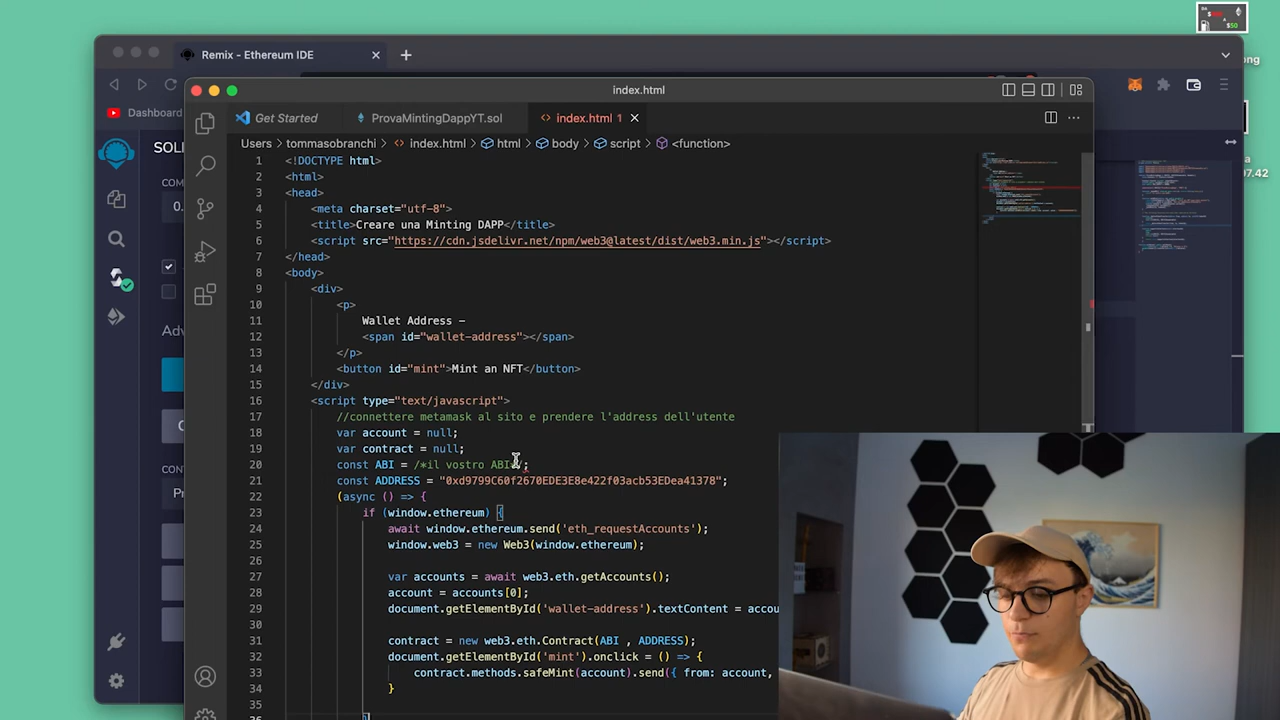 Remix - Ethereum IDE
Dashboard
index.html
Get Started
ProvaMintingDappYT.sol
index.html 1
Users > tommasobranchi > index.html > html > body > script > <function>
SOL
07.42
1 <!DOCTYPE html>
2 <html>
3 <head>
4 <meta charset="utf-8">
5 <title>Creare una Mintin DAPP</title>
6 <script src="https://cdn.jsdelivr.net/npm/web3@latest/dist/web3.min.js"></script>
7 </head>
8 <body>
9 <div>
10 <p>
11 Wallet Address –
12 <span id="wallet-address"></span>
13 </p>
14 <button id="mint">Mint an NFT</button>
15 </div>
16 <script type="text/javascript">
17 //connettere metamask al sito e prendere l'address dell'utente
18 var account = null;
19 var contract = null;
20 const ABI = /*il vostro ABI*/;
21 const ADDRESS = "0xd9799C60f2670EDE3E8e422f03acb53EDea41378";
22 (async () => {
23 if (window.ethereum) {
24 await window.ethereum.send('eth_requestAccounts');
25 window.web3 = new Web3(window.ethereum);
26
27 var accounts = await web3.eth.getAccounts();
28 account = accounts[0];
29 document.getElementById('wallet-address').textContent = accou
30
31 contract = new web3.eth.Contract(ABI , ADDRESS);
32 document.getElementById('mint').onclick = () => {
33 contract.methods.safeMint(account).send({ from: account,
34 }
35
36 }